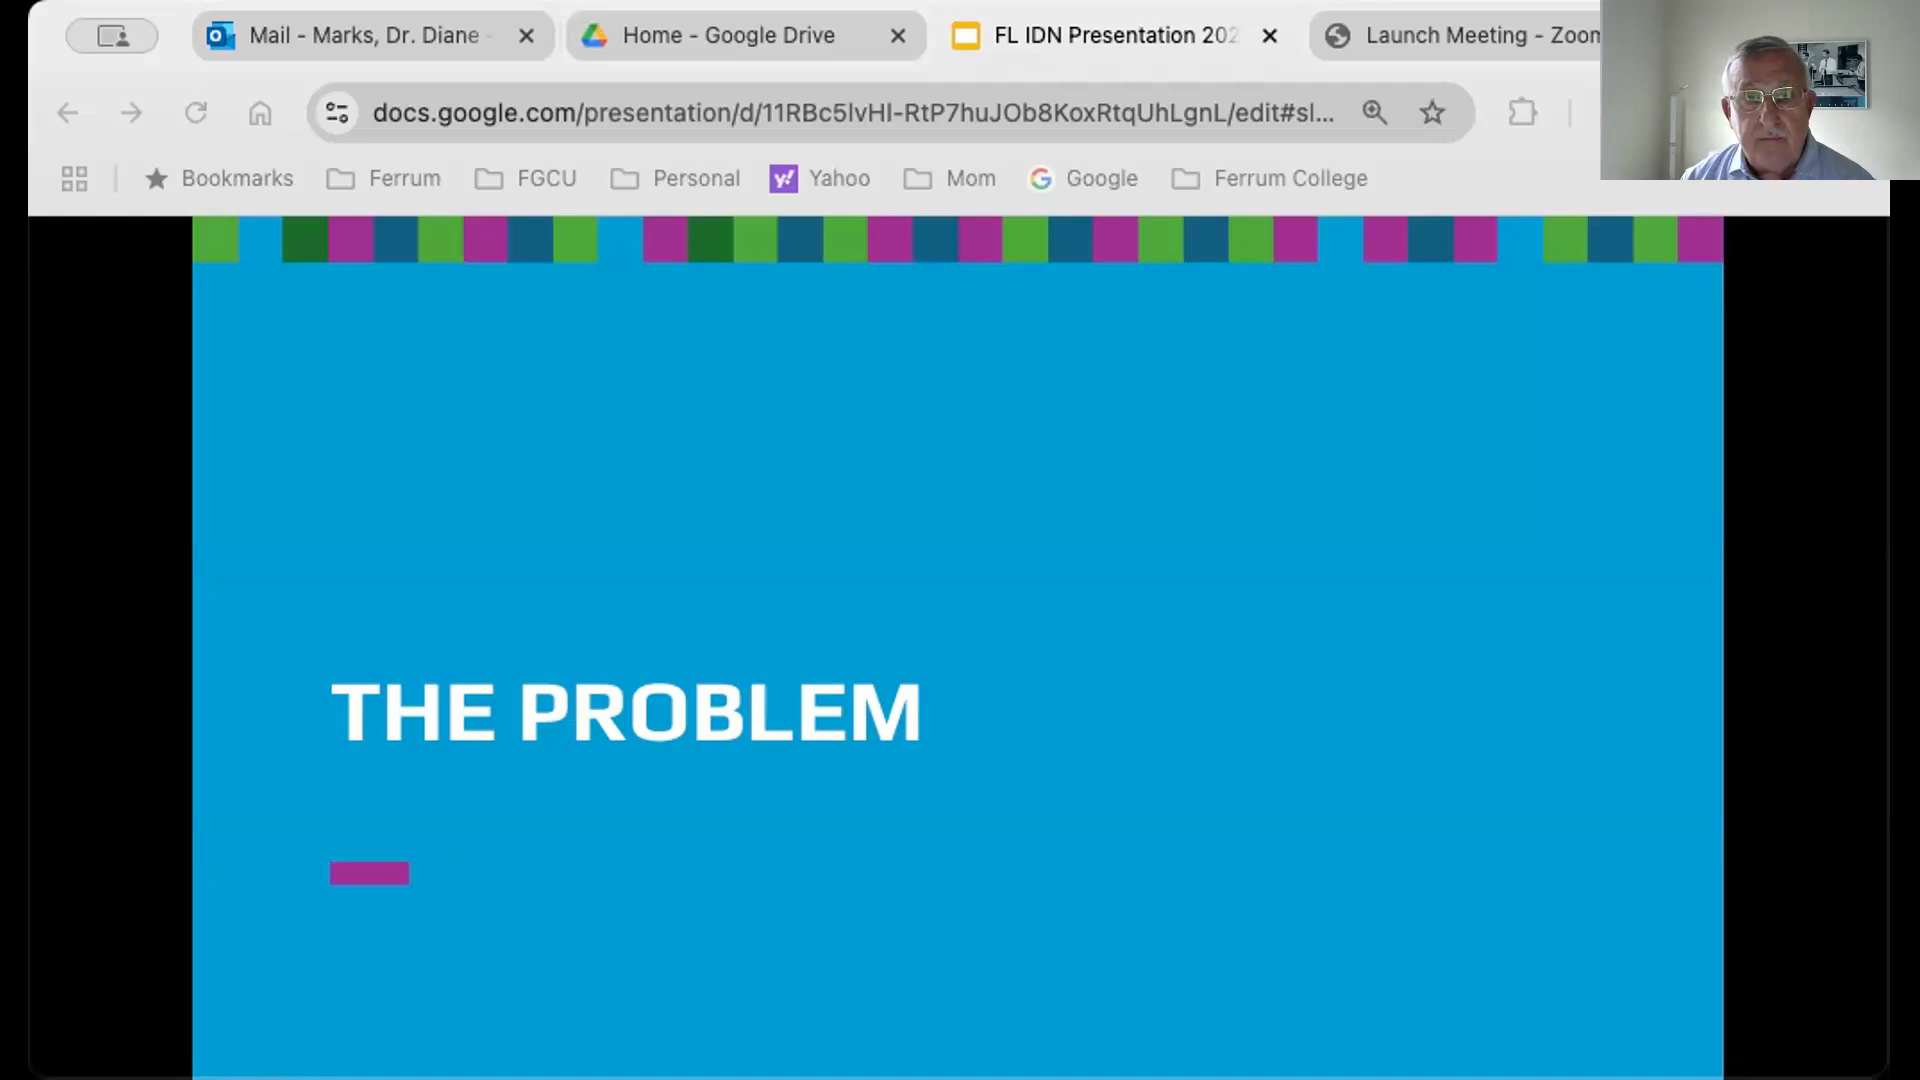 Mail - Marks, Dr. Diane -
Home - Google Drive
FL IDN Presentation 202
Launch Meeting - Zoom
docs.google.com/presentation/d/11RBc5lvHl-RtP7huJOb8KoxRtqUhLgnL/edit#sl...
Bookmarks
Ferrum
FGCU
Personal
Yahoo
Mom
Google
Ferrum College
THE PROBLEM